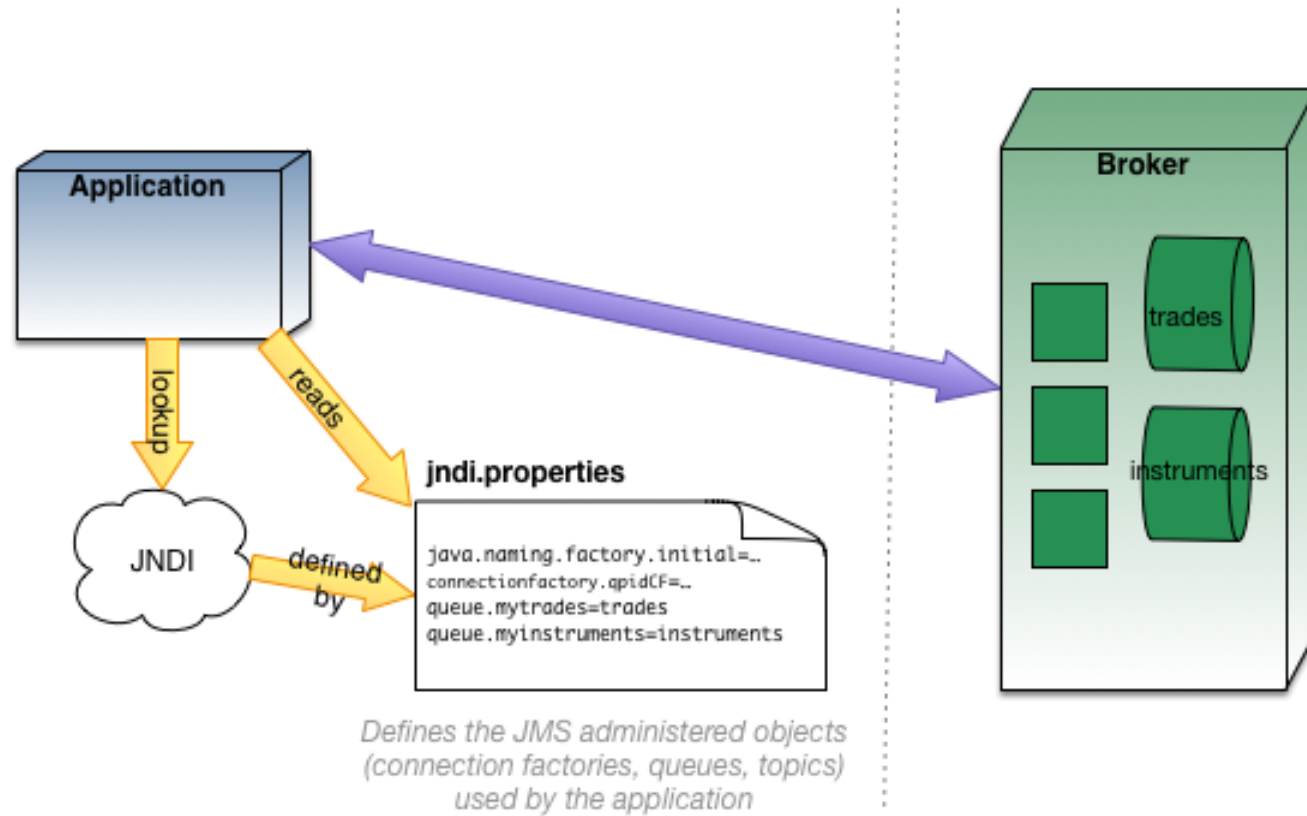 Application
Broker
trades
instruments
lookup
reads
jndi.properties
JNDI
defined
by
java.naming.factory.initial=…
connectionfactory.qpidCF=…
queue.mytrades=trades
queue.myinstruments=instruments
Defines the JMS administered objects
(connection factories, queues, topics)
used by the application